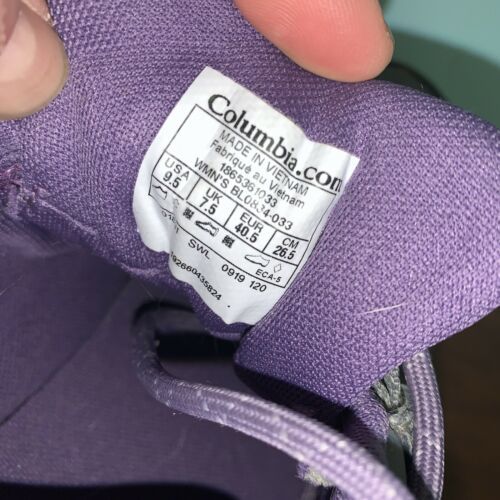 Columbia.com
MADE IN VIETNAM
Fabriqué au Vietnam
1865361033
WMN'S BL0834-033
USA UK EUR CM
9.5 7.5 40.5 26.5
ECA-5
SWL 0919 120
192660435824